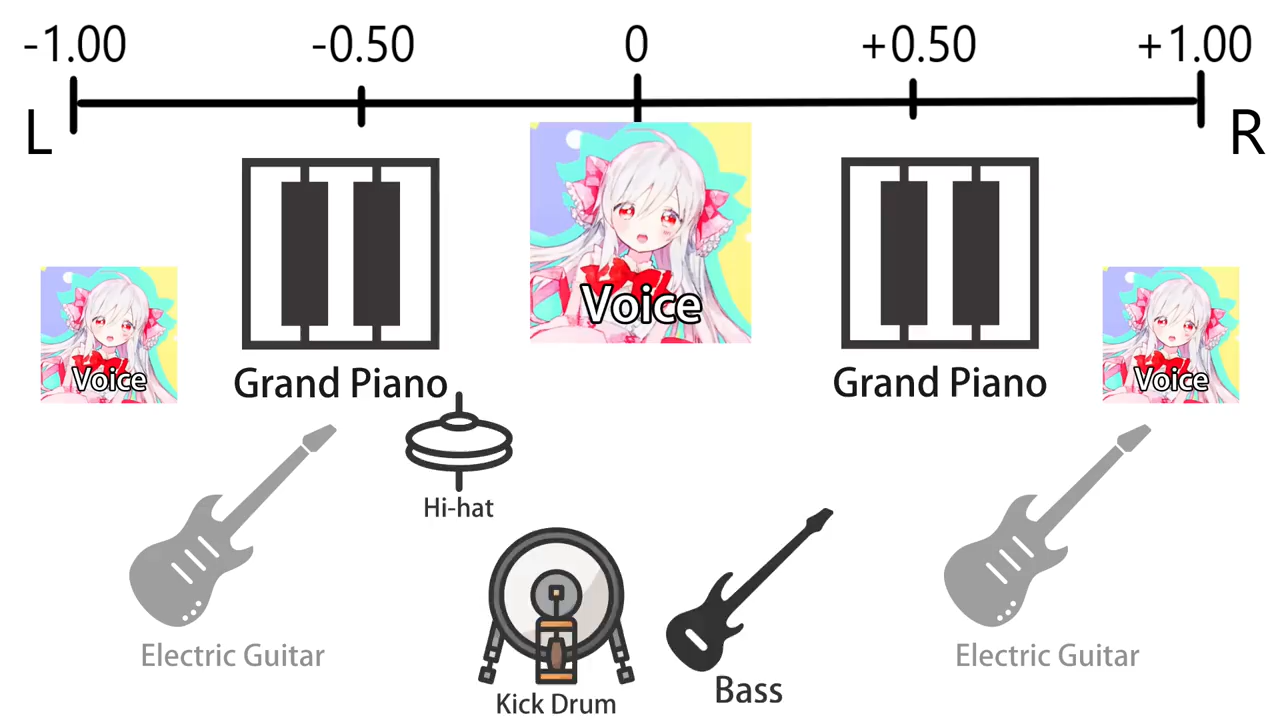 -1.00
-0.50
0
+0.50
+1.00
L
R
Voice
Voice
Voice
Grand Piano
Grand Piano
Hi-hat
Electric Guitar
Electric Guitar
Bass
Kick Drum